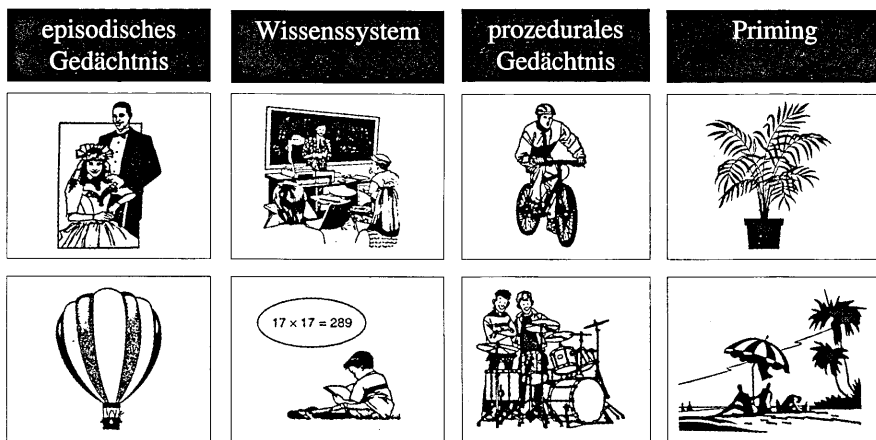 episodisches
Gedächtnis
Wissenssystem
prozedurales
Gedächtnis
Priming
17 × 17 = 289